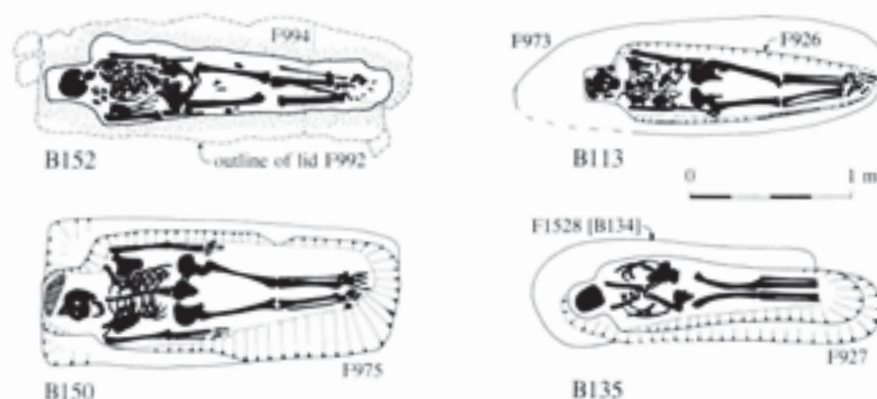 F994
B152
outline of lid F992
F973
F926
B113
0
1 m
F1528 [B134]
B150
F975
B135
F927